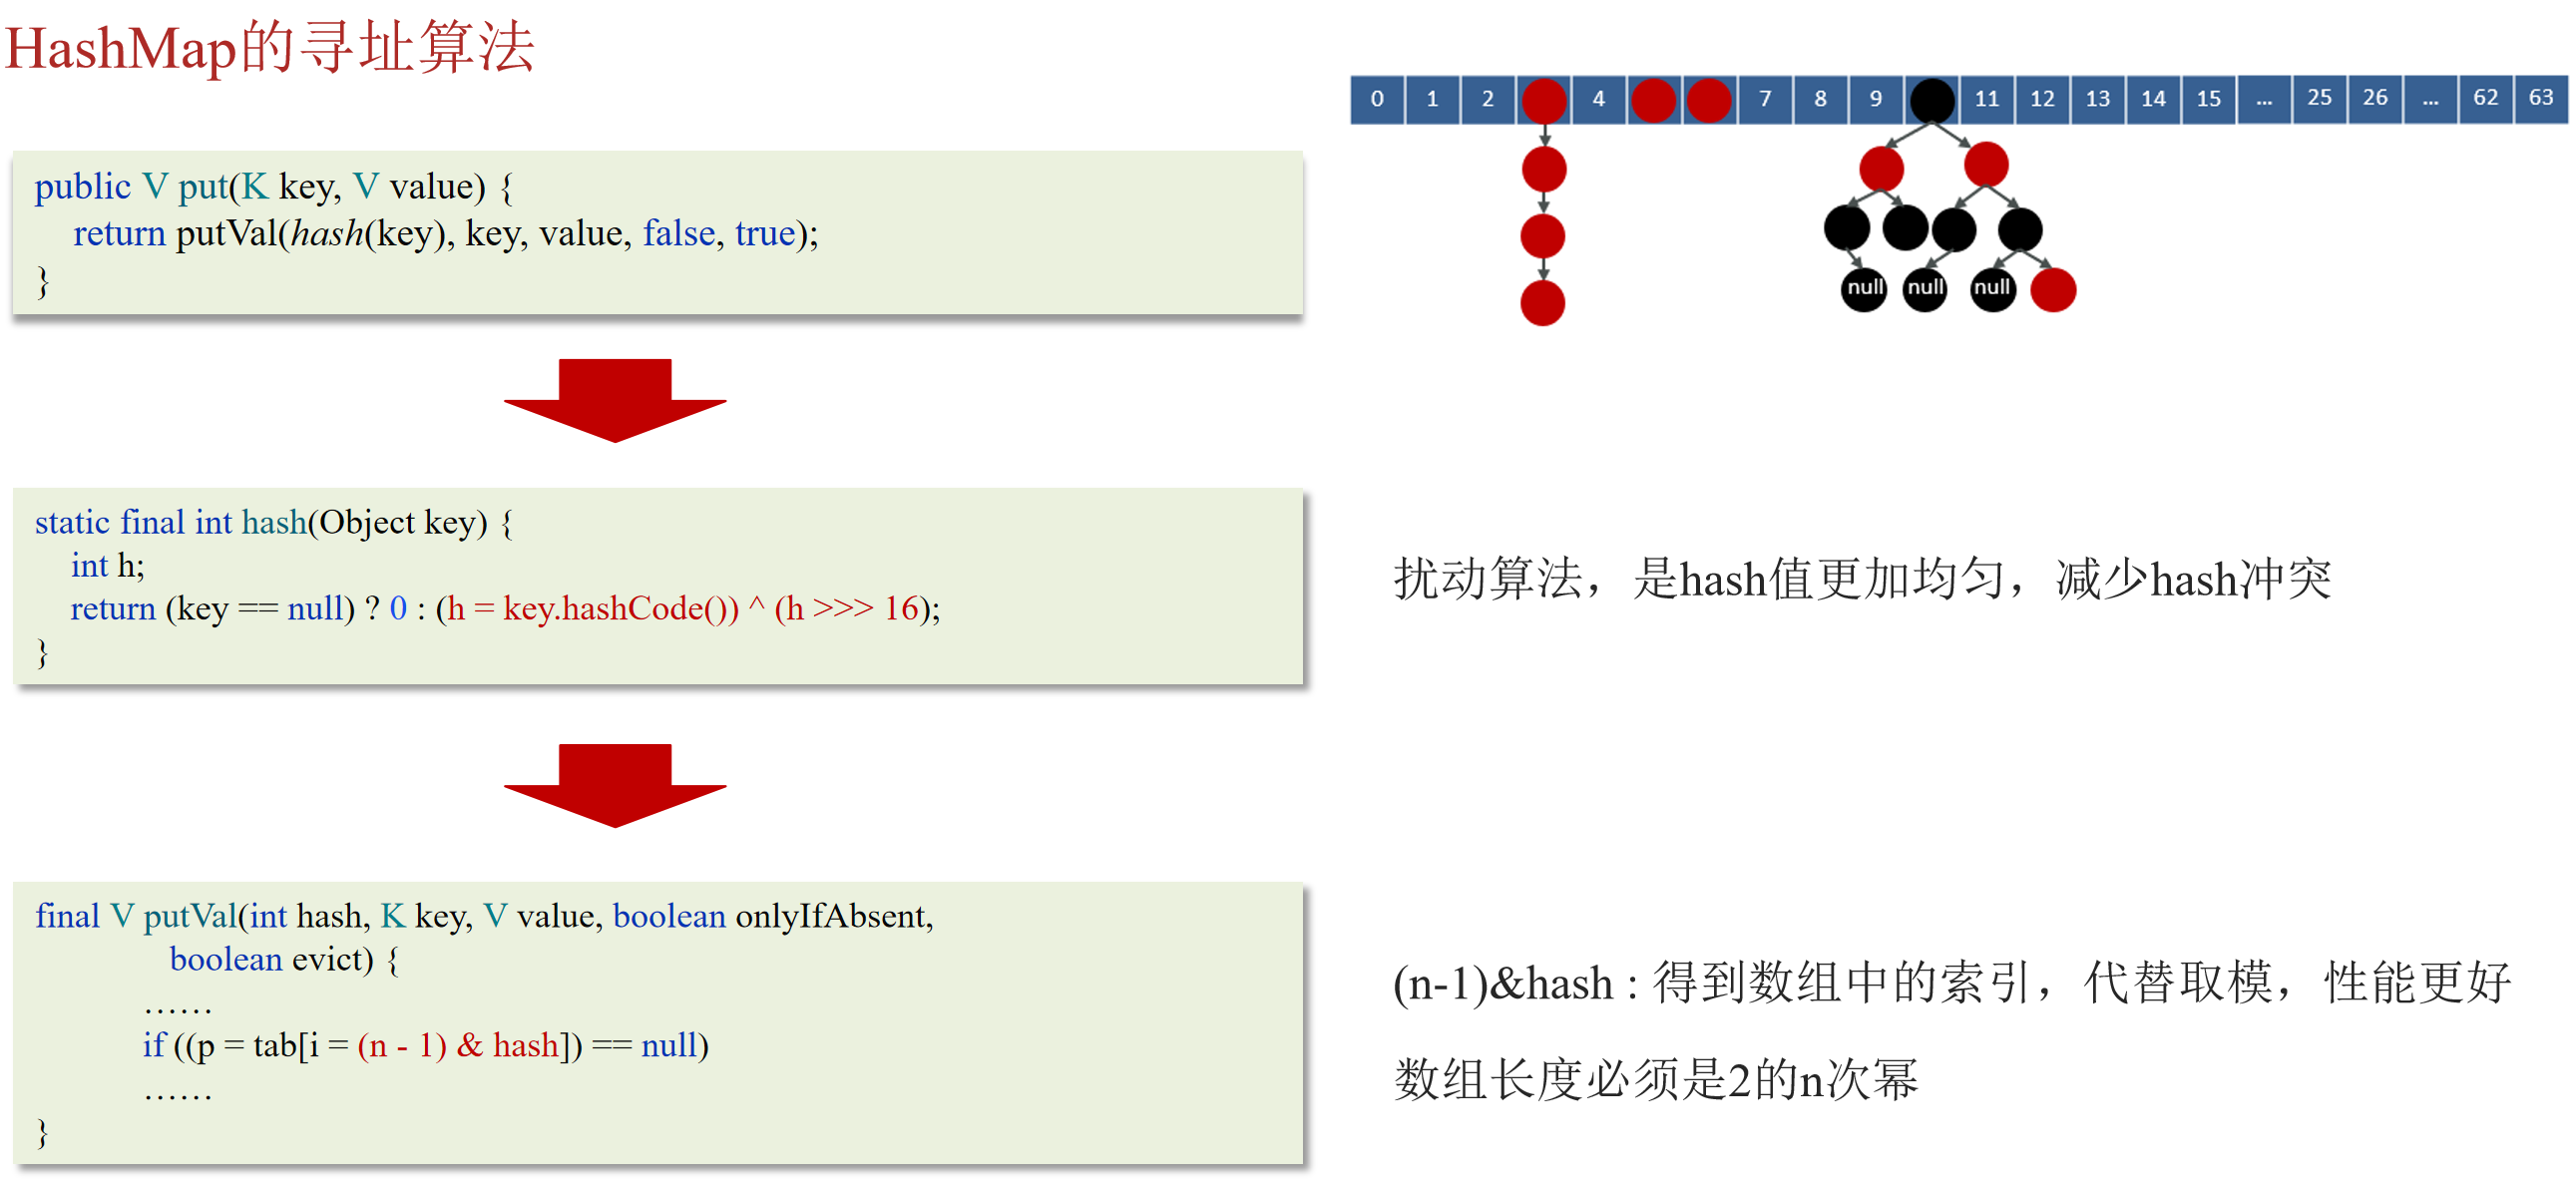 HashMap的寻址算法
0 1 2 4 7 8 9 11 12 13 14 15 ... 25 26 ... 62 63
null null null
public V put(K key, V value) {
return putVal(hash(key), key, value, false, true);
}
static final int hash(Object key) {
int h;
return (key == null) ? 0 : (h = key.hashCode()) ^ (h >>> 16);
}
扰动算法，是hash值更加均匀，减少hash冲突
final V putVal(int hash, K key, V value, boolean onlyIfAbsent,
boolean evict) {
……
if ((p = tab[i = (n - 1) & hash]) == null)
……
}
(n-1)&hash : 得到数组中的索引，代替取模，性能更好
数组长度必须是2的n次幂